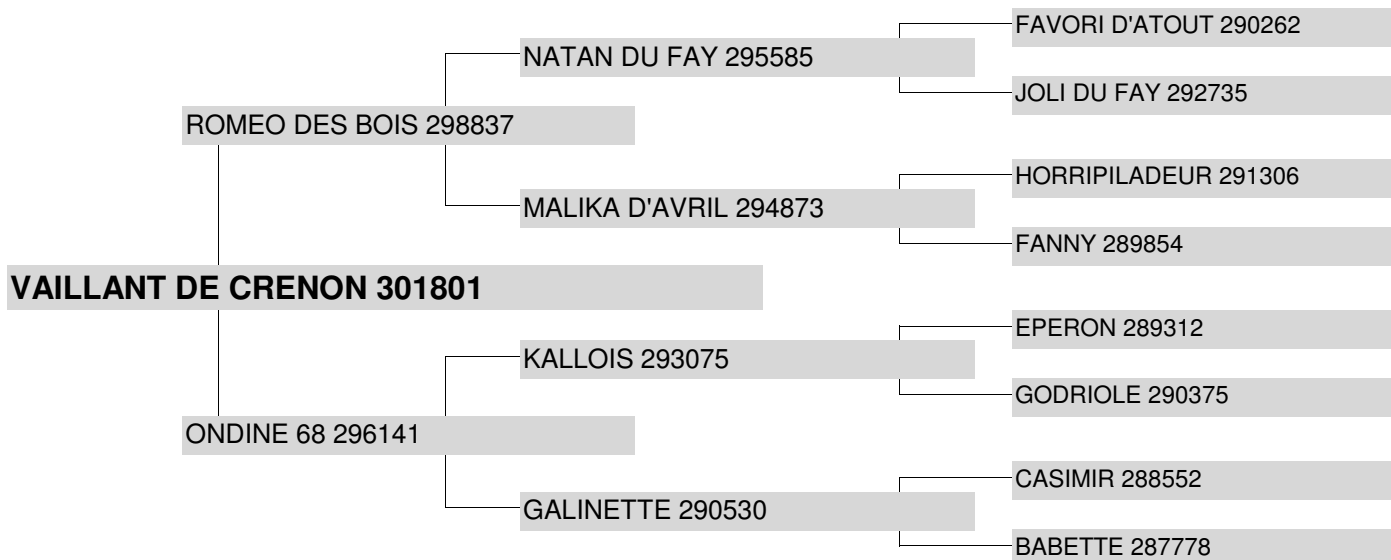 FAVORI D'ATOUT 290262
NATAN DU FAY 295585
JOLI DU FAY 292735
ROMEO DES BOIS 298837
HORRIPILADEUR 291306
MALIKA D'AVRIL 294873
FANNY 289854
VAILLANT DE CRENON 301801
EPERON 289312
KALLOIS 293075
GODRIOLE 290375
ONDINE 68 296141
CASIMIR 288552
GALINETTE 290530
BABETTE 287778